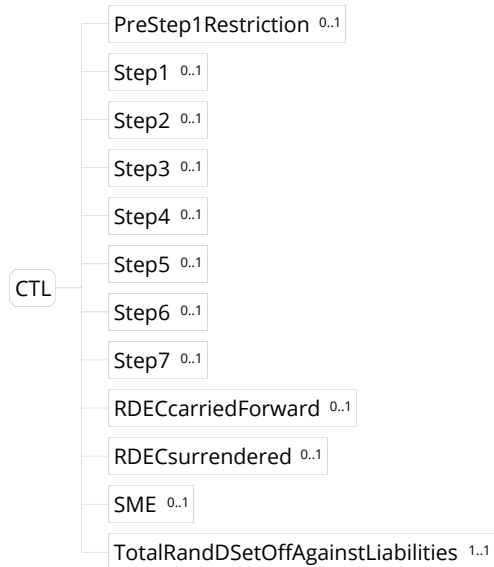 PreStep1Restriction 0..1
Step1 0..1
Step2 0..1
Step3 0..1
Step4 0..1
Step5 0..1
CTL
Step6 0..1
Step7 0..1
RDECcarriedForward 0..1
RDECsurrendered 0..1
SME 0..1
TotalRandDSetOffAgainstLiabilities 1..1